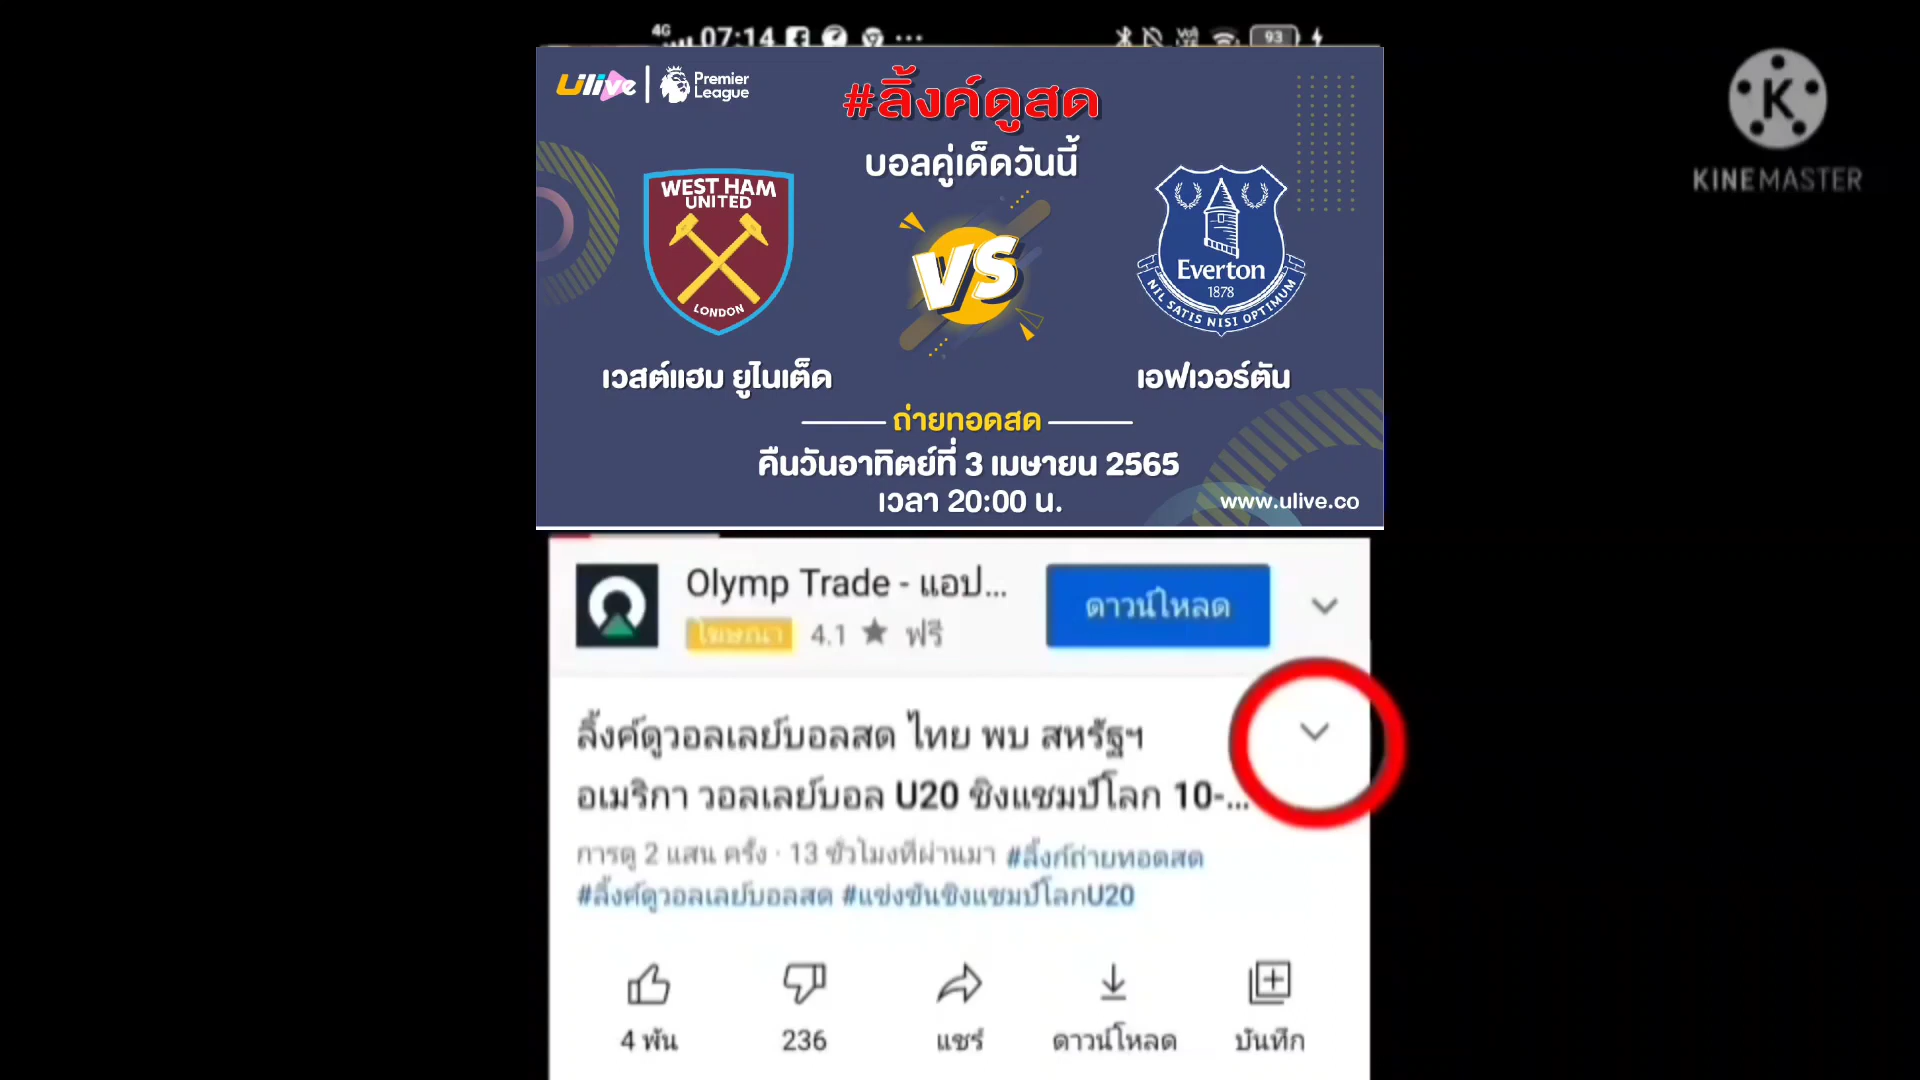 4G 07:14
93
Ulive | Premier League
#ลิ้งค์ดูสด
บอลคู่เด็ดวันนี้
K
KINEMASTER
WEST HAM
UNITED
LONDON
VS
Everton
1878
NIL SATIS NISI OPTIMUM
เวสต์แฮม ยูไนเต็ด
เอฟเวอร์ตัน
ถ่ายทอดสด
คืนวันอาทิตย์ที่ 3 เมษายน 2565
เวลา 20:00 น.
www.ulive.co
Olymp Trade - แอป...
โฆษณา 4.1 ★ ฟรี
ดาวน์โหลด
ลิ้งค์ดูวอลเลย์บอลสด ไทย พบ สหรัฐฯ
อเมริกา วอลเลย์บอล U20 ชิงแชมป์โลก 10-...
การดู 2 แสน ครั้ง · 13 ชั่วโมงที่ผ่านมา #ลิ้งก์ถ่ายทอดสด
#ลิ้งค์ดูวอลเลย์บอลสด #แข่งขันชิงแชมป์โลกU20
4 พัน
236
แชร์
ดาวน์โหลด
บันทึก